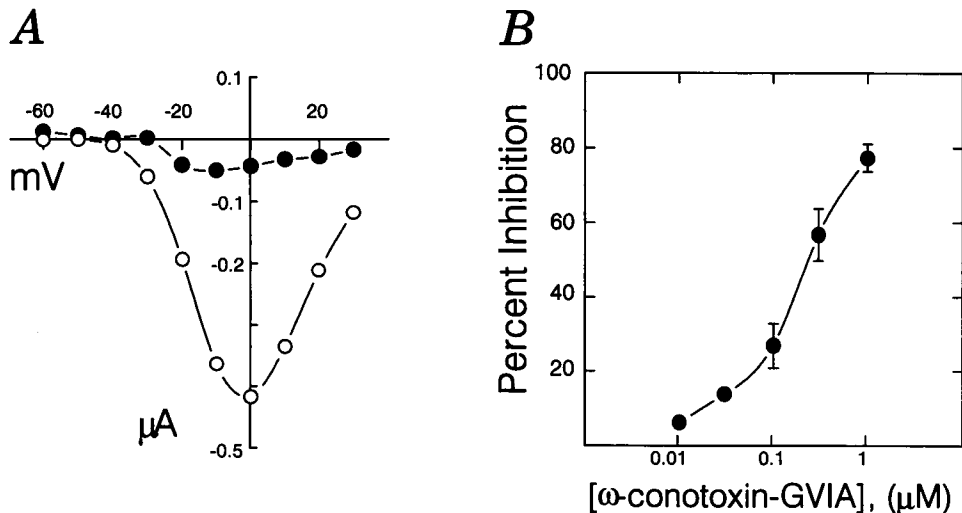 A
0.1
-60
-40
-20
20
mV
-0.1
-0.2
μA
-0.5
B
100
80
60
40
20
Percent Inhibition
0.01
0.1
1
[ω-conotoxin-GVIA], (μM)